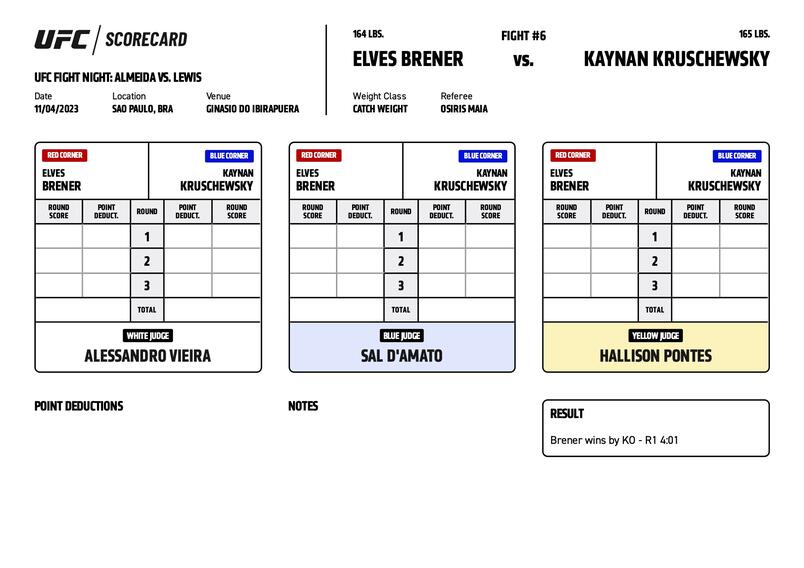 UFC / SCORECARD
UFC FIGHT NIGHT: ALMEIDA VS. LEWIS
Date Location Venue
11/04/2023 SAO PAULO, BRA GINASIO DO IBIRAPUERA
164 LBS. FIGHT #6 165 LBS.
ELVES BRENER VS. KAYNAN KRUSCHEWSKY
Weight Class Referee
CATCH WEIGHT OSIRIS MAIA
RED CORNER BLUE CORNER
ELVES KAYNAN
BRENER KRUSCHEWSKY
ROUND POINT ROUND POINT ROUND
SCORE DEDUCT. DEDUCT. SCORE
1
2
3
TOTAL
WHITE JUDGE
ALESSANDRO VIEIRA
RED CORNER BLUE CORNER
ELVES KAYNAN
BRENER KRUSCHEWSKY
ROUND POINT ROUND POINT ROUND
SCORE DEDUCT. DEDUCT. SCORE
1
2
3
TOTAL
BLUE JUDGE
SAL D'AMATO
RED CORNER BLUE CORNER
ELVES KAYNAN
BRENER KRUSCHEWSKY
ROUND POINT ROUND POINT ROUND
SCORE DEDUCT. DEDUCT. SCORE
1
2
3
TOTAL
YELLOW JUDGE
HALLISON PONTES
POINT DEDUCTIONS
NOTES
RESULT
Brener wins by KO - R1 4:01